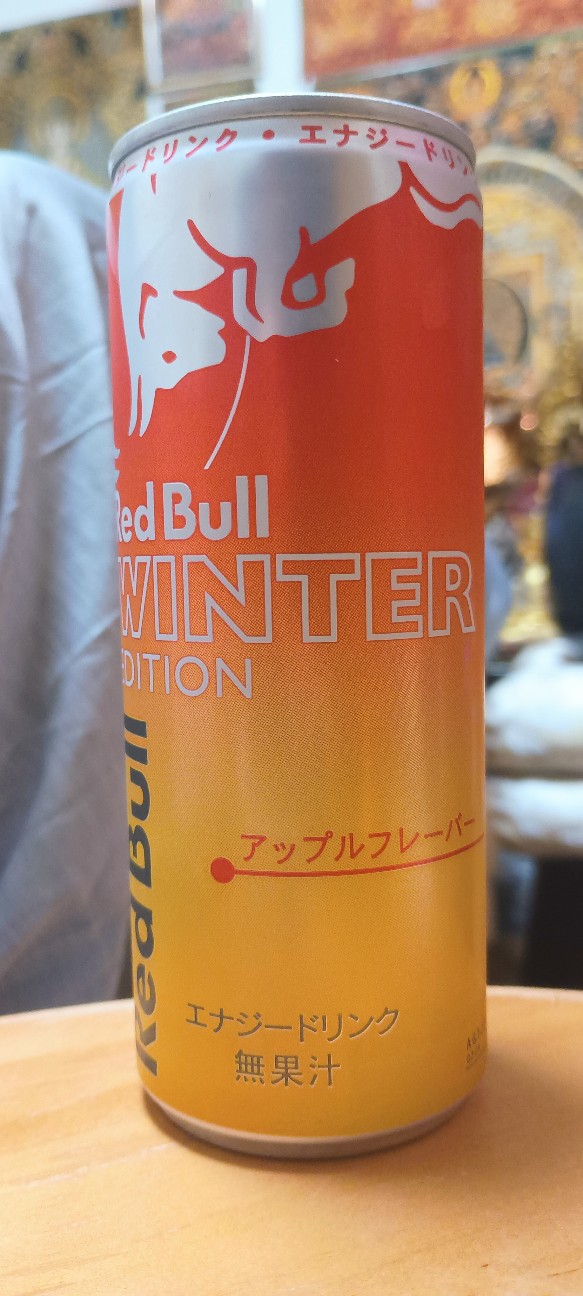 ードリンク • エナジードリン
Red Bull
WINTER
EDITION
Red Bull
アップルフレーバー
エナジードリンク
無果汁